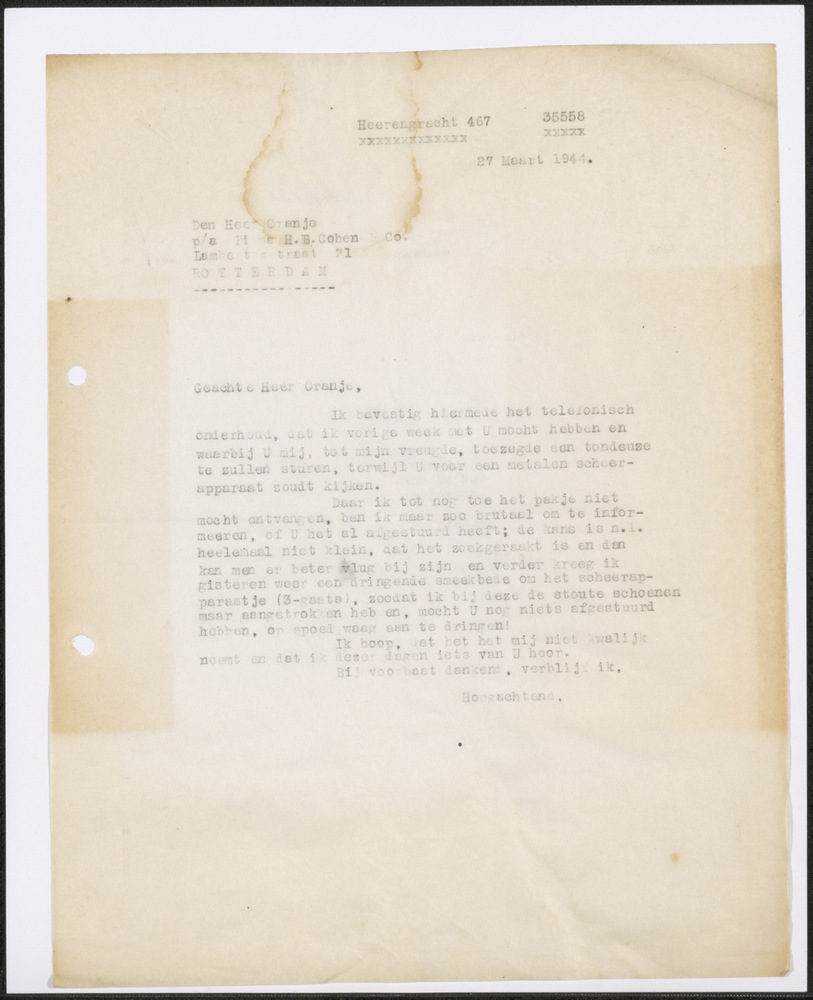 Heerengracht 467 35558
xxxxxxxxxxxxx xxxxx
27 Maart 1944.
Den Heer Oranje
p/a H.B.Cohen Co.
71
ROTTERDAM
-----------------
Geachte Heer Oranje,
Ik bevestig hiermede het telefonisch
onderhoud, dat ik vorige week met U mocht hebben en
waarbij U mij, tot mijn vreugde, toezegde een tondeuze
te zullen sturen, terwijl U voor een metalen scheer-
apparaat zoudt kijken.
Daar ik tot nog toe het pakje niet
mocht ontvangen, ben ik maar zoo brutaal om te infor-
meeren, of U het al afgestuurd heeft; de kans is n.l.
heelemaal niet klein, dat het zoekgeraakt is en dan
kan men er beter vlug bij zijn en verder kreeg ik
gisteren weer een dringende smeekbede om het scheerap-
paraatje (3-gaats), zoodat ik bij deze de stoute schoenen
maar aangetrokken heb en, mocht U nog niets afgestuurd
hebben, op spoed waag aan te dringen!
Ik hoop, dat het het mij niet kwalijk
neemt en dat ik dezer dagen iets van U hoor.
Bij voorbaat dankend, verblijf ik,
Hoogachtend,